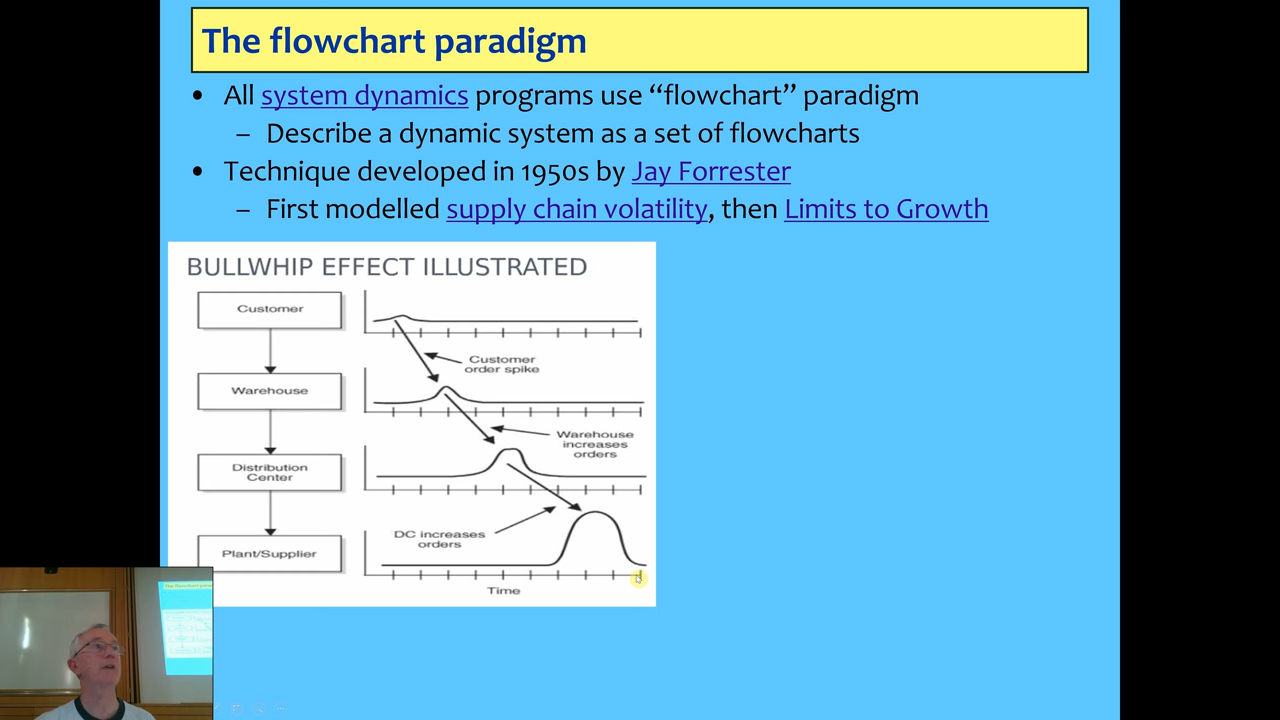 The flowchart paradigm
• All system dynamics programs use “flowchart” paradigm
– Describe a dynamic system as a set of flowcharts
• Technique developed in 1950s by Jay Forrester
– First modelled supply chain volatility, then Limits to Growth
BULLWHIP EFFECT ILLUSTRATED
Customer
Customer
order spike
Warehouse
Warehouse
increases
orders
Distribution
Center
DC increases
orders
Plant/Supplier
Time